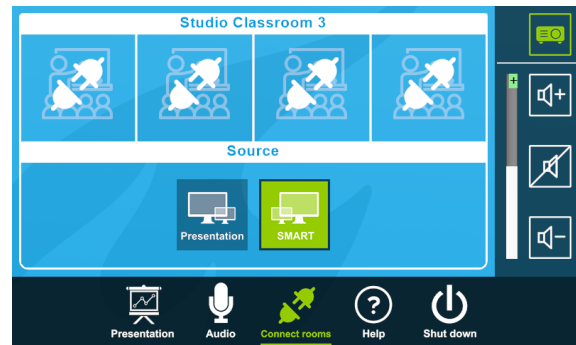 Studio Classroom 3
Source
Presentation
SMART
Presentation
Audio
Connect rooms
?
Help
Shut down
+
+
-